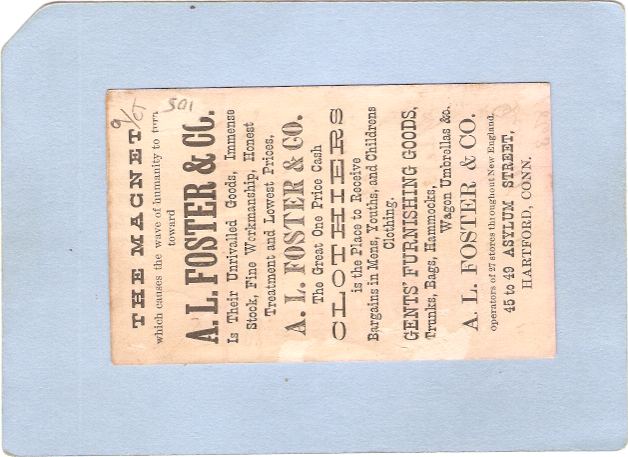 9/CT 501
THE MAGNET
which causes the wave of humanity to turn
toward
A. L. FOSTER & CO.
Is Their Unrivalled Goods, Immense
Stock, Fine Workmanship, Honest
Treatment and Lowest Prices,
A. L. FOSTER & CO.
The Great One Price Cash
CLOTHIERS
is the Place to Receive
Bargains in Mens, Youths, and Childrens
Clothing.
GENTS' FURNISHING GOODS,
Trunks, Bags, Hammocks,
Wagon Umbrellas &c.
A. L. FOSTER & CO.
operators of 27 stores throughout New England.
45 to 49 ASYLUM STREET,
HARTFORD, CONN.